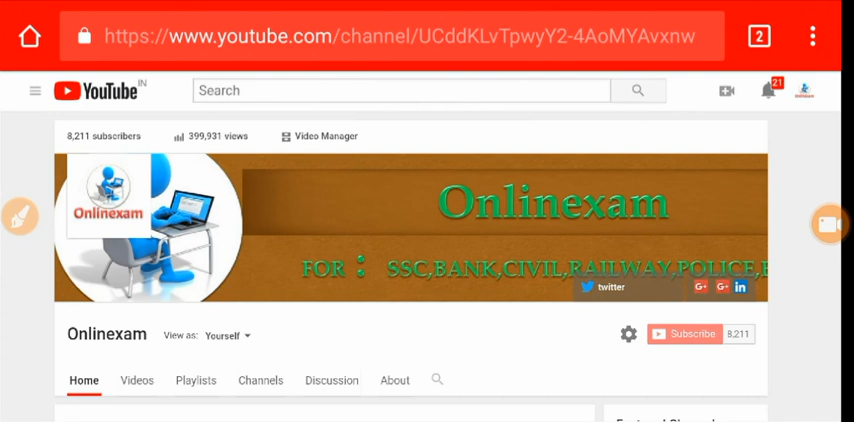 https://www.youtube.com/channel/UCddKLvTpwyY2-4AoMYAvxnw
2
YouTube IN
Search
21
8,211 subscribers
399,931 views
Video Manager
Onlinexam
Onlinexam
FOR : SSC,BANK,CIVIL,RAILWAY,POLICE,
twitter
G+
G+
in
Onlinexam
View as: Yourself
Subscribe
8,211
Home
Videos
Playlists
Channels
Discussion
About